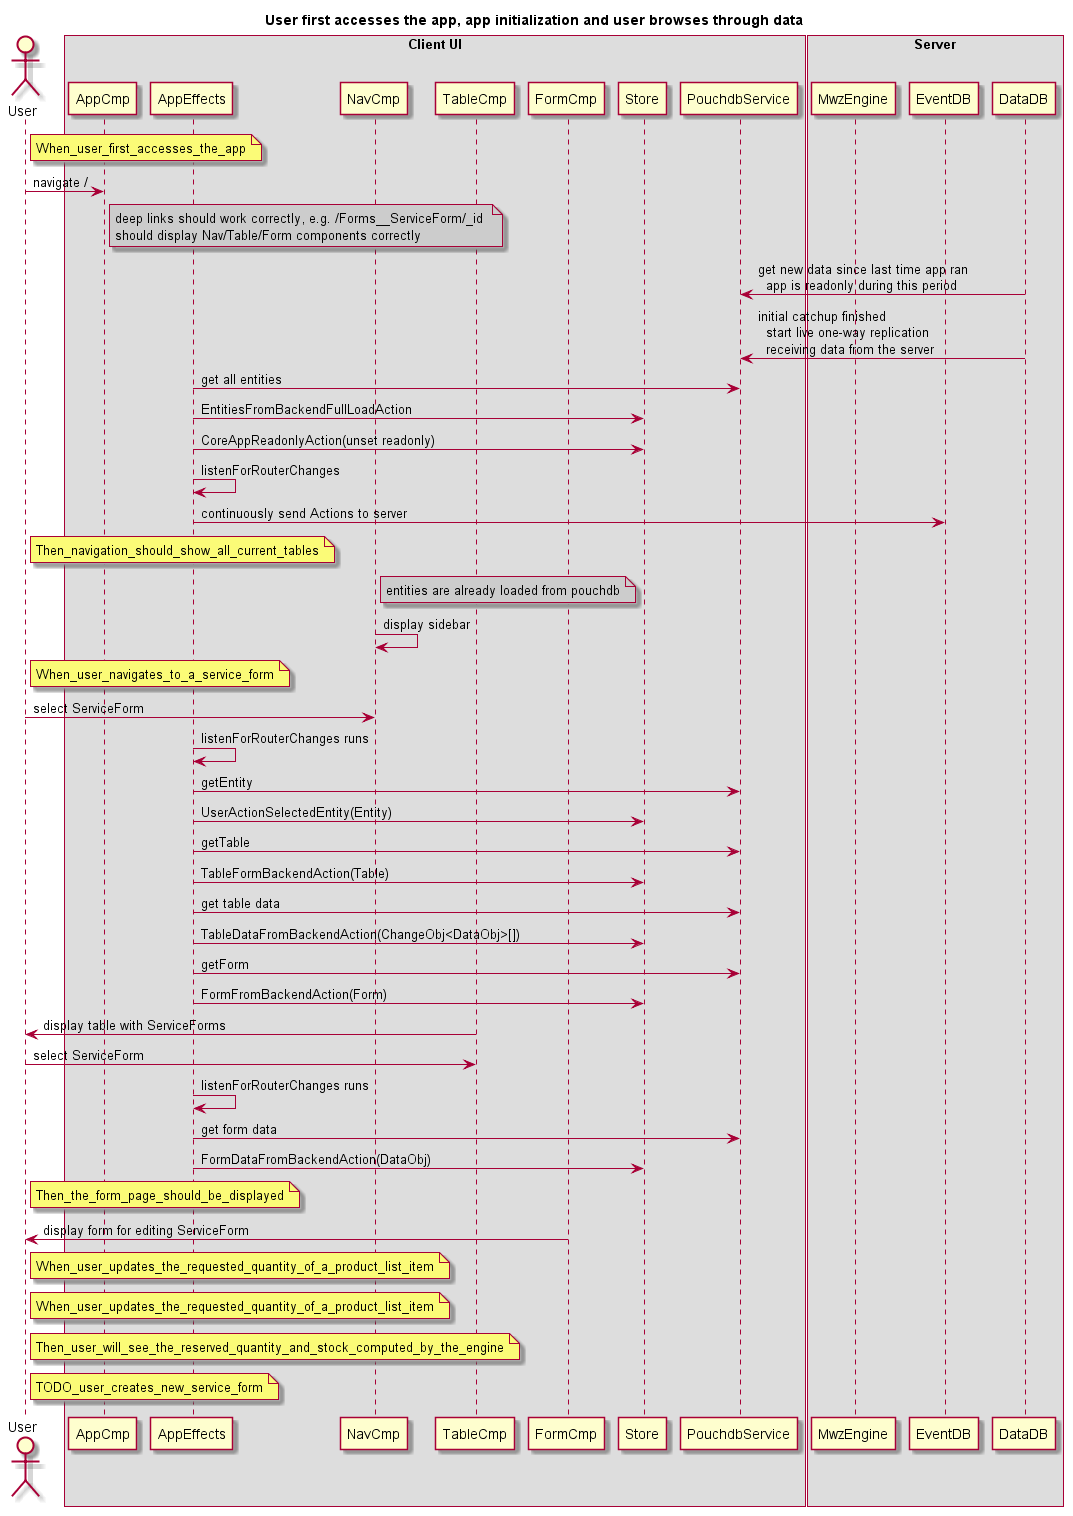 User first accesses the app, app initialization and user browses through data
Client UI
Server
User
AppCmp
AppEffects
NavCmp
TableCmp
FormCmp
Store
PouchdbService
MwzEngine
EventDB
DataDB
When_user_first_accesses_the_app
navigate /
deep links should work correctly, e.g. /Forms__ServiceForm/_id
should display Nav/Table/Form components correctly
get new data since last time app ran
app is readonly during this period
initial catchup finished
start live one-way replication
receiving data from the server
get all entities
EntitiesFromBackendFullLoadAction
CoreAppReadonlyAction(unset readonly)
listenForRouterChanges
continuously send Actions to server
Then_navigation_should_show_all_current_tables
entities are already loaded from pouchdb
display sidebar
When_user_navigates_to_a_service_form
select ServiceForm
listenForRouterChanges runs
getEntity
UserActionSelectedEntity(Entity)
getTable
TableFormBackendAction(Table)
get table data
TableDataFromBackendAction(ChangeObj<DataObj>[])
getForm
FormFromBackendAction(Form)
display table with ServiceForms
select ServiceForm
listenForRouterChanges runs
get form data
FormDataFromBackendAction(DataObj)
Then_the_form_page_should_be_displayed
display form for editing ServiceForm
When_user_updates_the_requested_quantity_of_a_product_list_item
When_user_updates_the_requested_quantity_of_a_product_list_item
Then_user_will_see_the_reserved_quantity_and_stock_computed_by_the_engine
TODO_user_creates_new_service_form
User
AppCmp
AppEffects
NavCmp
TableCmp
FormCmp
Store
PouchdbService
MwzEngine
EventDB
DataDB